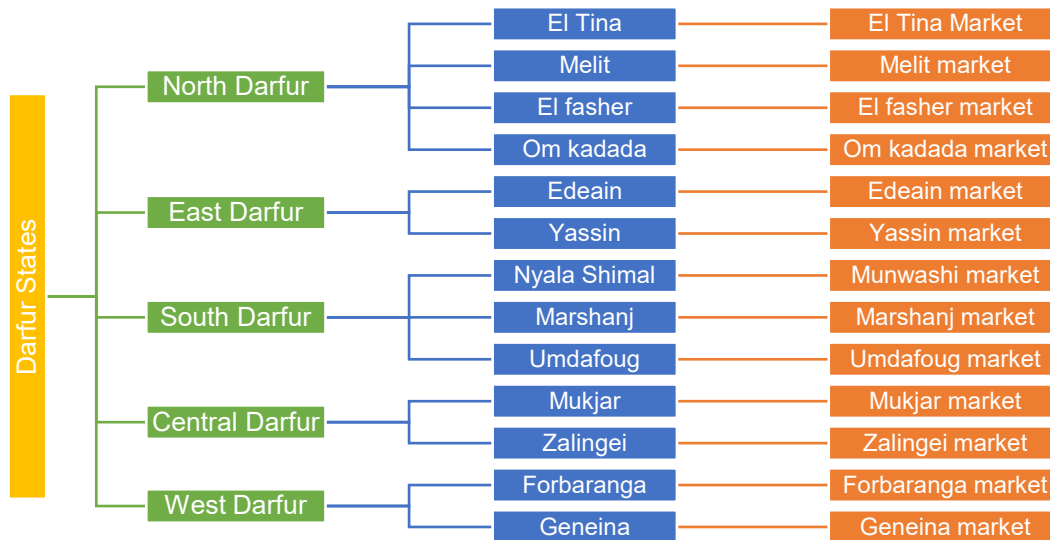 Darfur States
North Darfur
El Tina
El Tina Market
Melit
Melit market
El fasher
El fasher market
Om kadada
Om kadada market
East Darfur
Edeain
Edeain market
Yassin
Yassin market
South Darfur
Nyala Shimal
Munwashi market
Marshanj
Marshanj market
Umdafoug
Umdafoug market
Central Darfur
Mukjar
Mukjar market
Zalingei
Zalingei market
West Darfur
Forbaranga
Forbaranga market
Geneina
Geneina market